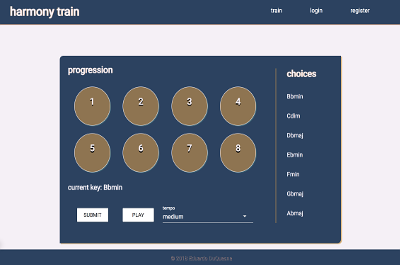 harmony train
train login register
progression
choices
1 2 3 4
5 6 7 8
Bbmin
Cdim
Dbmaj
Ebmin
Fmin
Gbmaj
Abmaj
current key: Bbmin
SUBMIT
PLAY
tempo
medium
© 2018